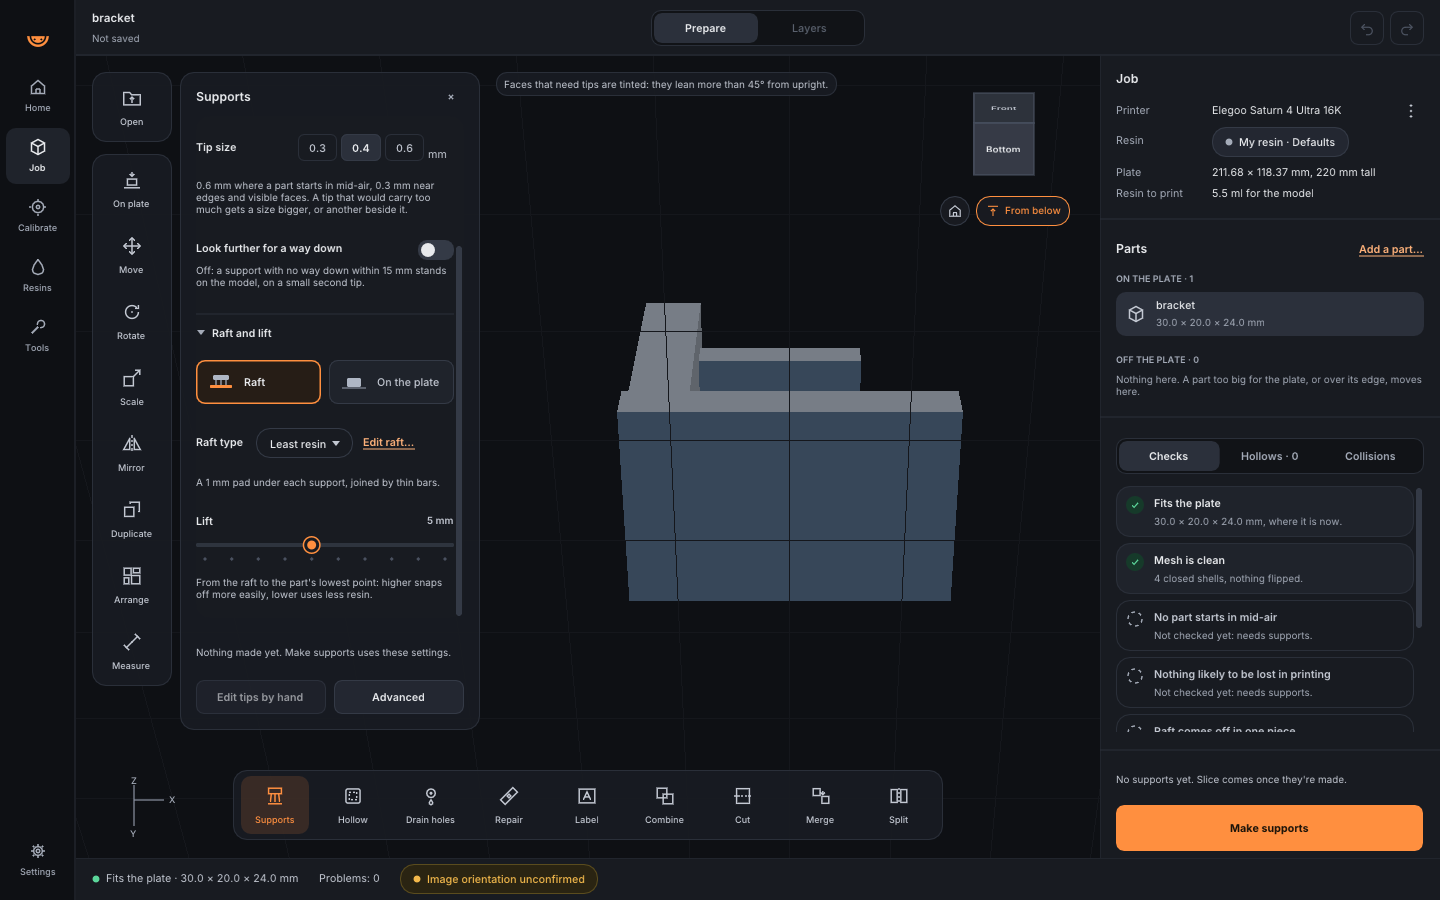 bracket
Not saved
Prepare
Layers
Home
Job
Calibrate
Resins
Tools
Settings
Open
On plate
Move
Rotate
Scale
Mirror
Duplicate
Arrange
Measure
Supports
×
Tip size
0.3
0.4
0.6
mm
0.6 mm where a part starts in mid-air, 0.3 mm near
edges and visible faces. A tip that would carry too
much gets a size bigger, or another beside it.
Look further for a way down
Off: a support with no way down within 15 mm stands
on the model, on a small second tip.
Raft and lift
Raft
On the plate
Raft type
Least resin
Edit raft...
A 1 mm pad under each support, joined by thin bars.
Lift
5 mm
From the raft to the part's lowest point: higher snaps
off more easily, lower uses less resin.
Nothing made yet. Make supports uses these settings.
Edit tips by hand
Advanced
Faces that need tips are tinted: they lean more than 45° from upright.
Front
Bottom
From below
Z
X
Y
Supports
Hollow
Drain holes
Repair
Label
Combine
Cut
Merge
Split
Job
Printer
Elegoo Saturn 4 Ultra 16K
Resin
My resin · Defaults
Plate
211.68 × 118.37 mm, 220 mm tall
Resin to print
5.5 ml for the model
Parts
Add a part...
ON THE PLATE · 1
bracket
30.0 × 20.0 × 24.0 mm
OFF THE PLATE · 0
Nothing here. A part too big for the plate, or over its edge, moves
here.
Checks
Hollows · 0
Collisions
Fits the plate
30.0 × 20.0 × 24.0 mm, where it is now.
Mesh is clean
4 closed shells, nothing flipped.
No part starts in mid-air
Not checked yet: needs supports.
Nothing likely to be lost in printing
Not checked yet: needs supports.
Raft comes off in one piece
No supports yet. Slice comes once they're made.
Make supports
Fits the plate · 30.0 × 20.0 × 24.0 mm
Problems: 0
Image orientation unconfirmed